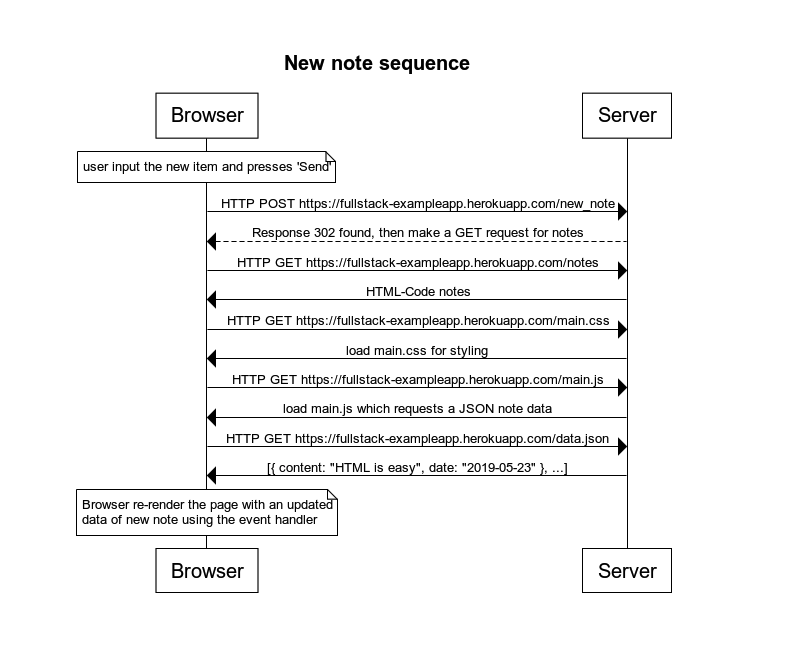 New note sequence
Browser
Server
user input the new item and presses 'Send'
HTTP POST https://fullstack-exampleapp.herokuapp.com/new_note
Response 302 found, then make a GET request for notes
HTTP GET https://fullstack-exampleapp.herokuapp.com/notes
HTML-Code notes
HTTP GET https://fullstack-exampleapp.herokuapp.com/main.css
load main.css for styling
HTTP GET https://fullstack-exampleapp.herokuapp.com/main.js
load main.js which requests a JSON note data
HTTP GET https://fullstack-exampleapp.herokuapp.com/data.json
[{ content: "HTML is easy", date: "2019-05-23" }, ...]
Browser re-render the page with an updated
data of new note using the event handler
Browser
Server